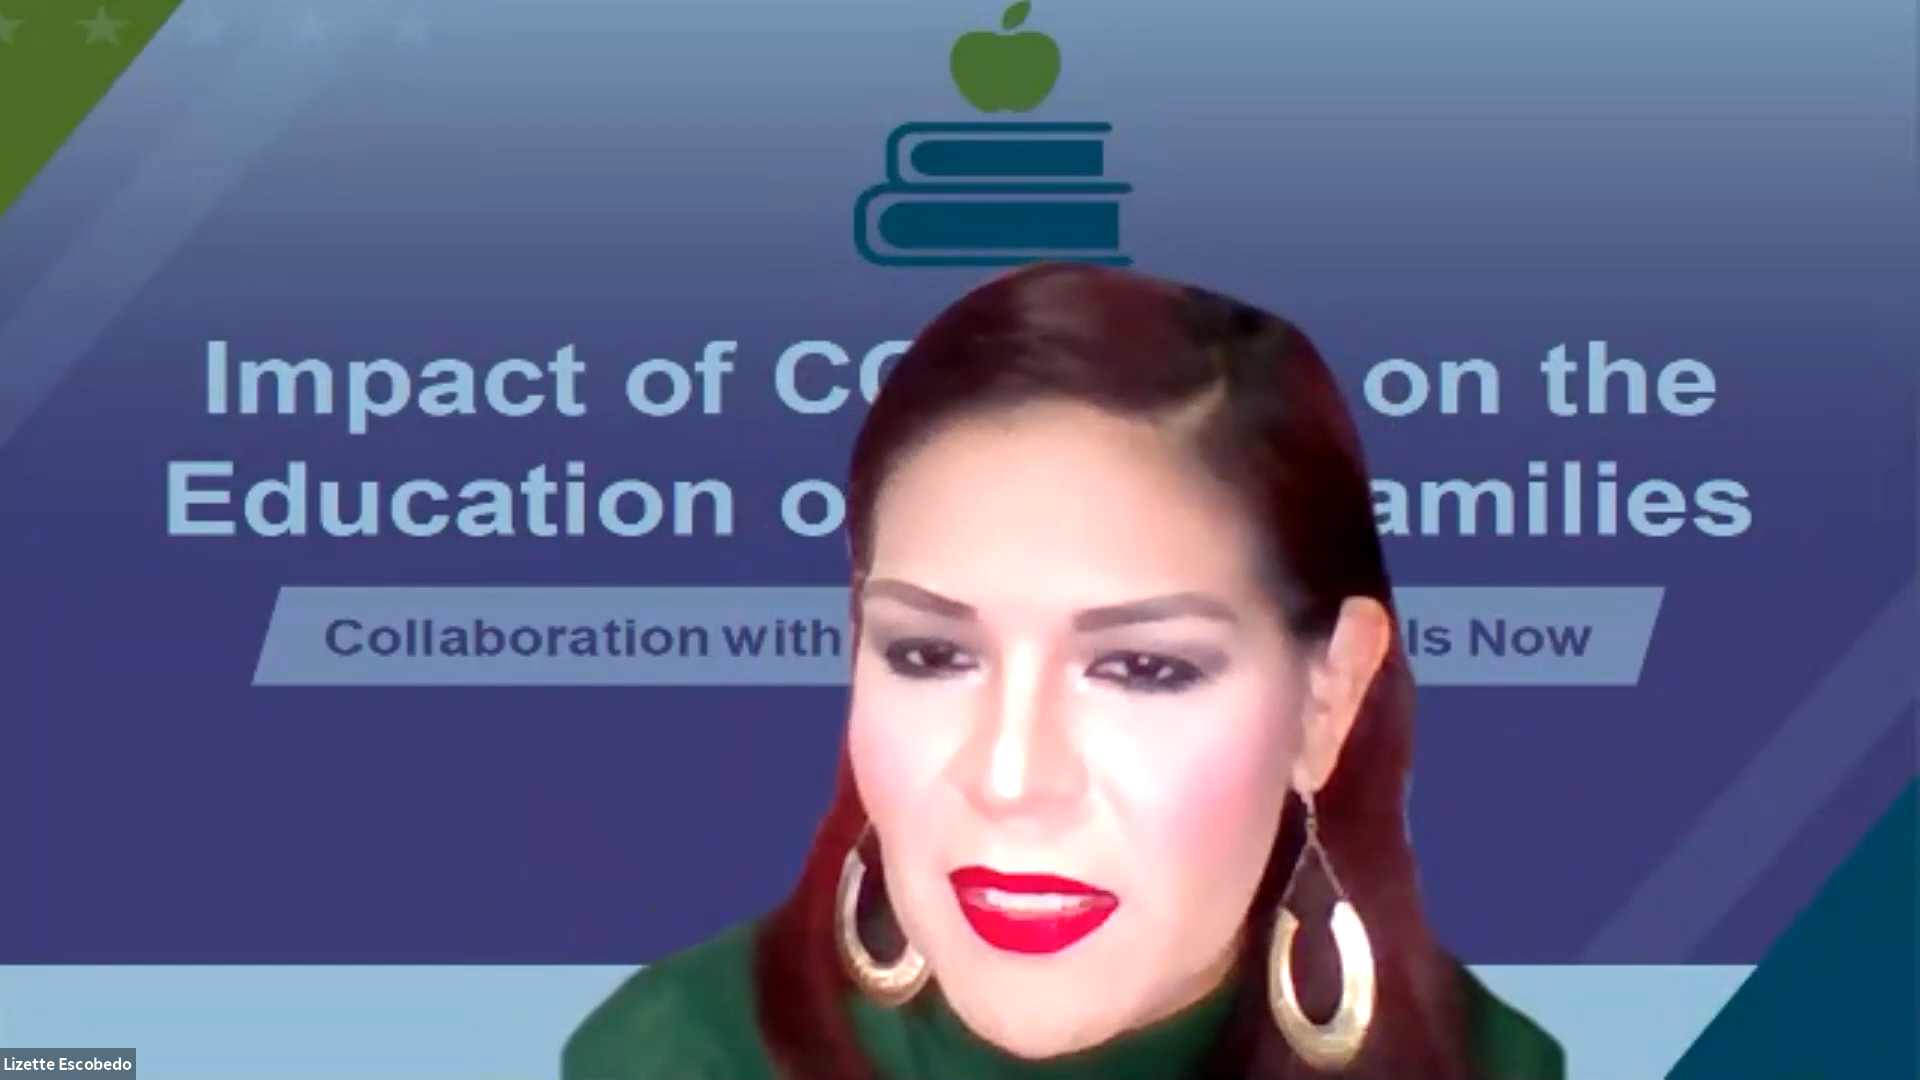 Impact of CO on the
Education o amilies
Collaboration with ls Now
Lizette Escobedo